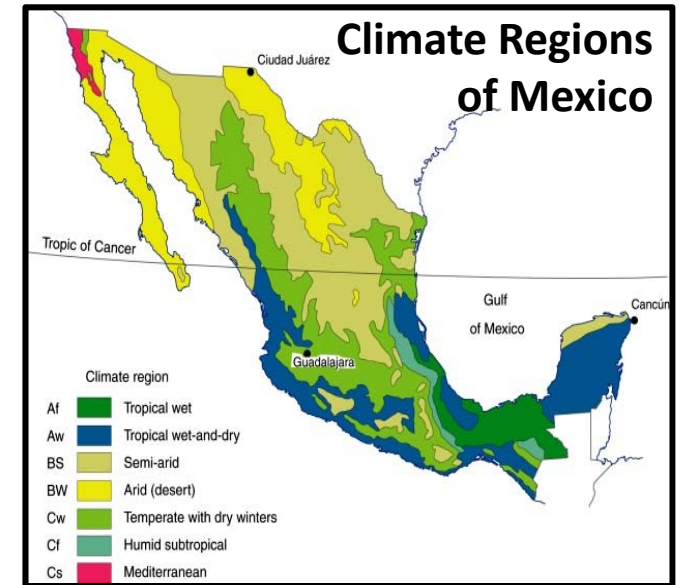 Climate Regions
of Mexico
Ciudad Juárez
Tropic of Cancer
Gulf
of Mexico
Cancún
Guadalajara
Climate region
Af Tropical wet
Aw Tropical wet-and-dry
BS Semi-arid
BW Arid (desert)
Cw Temperate with dry winters
Cf Humid subtropical
Cs Mediterranean